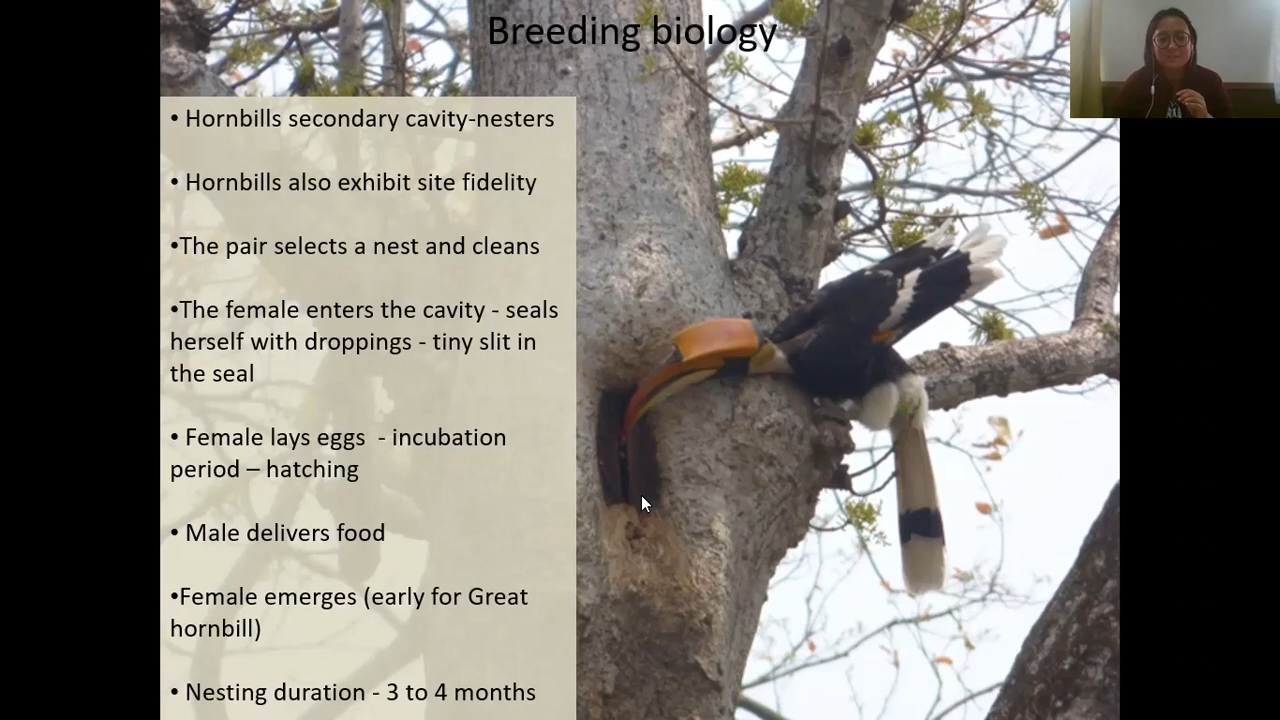 Breeding biology
• Hornbills secondary cavity-nesters
• Hornbills also exhibit site fidelity
•The pair selects a nest and cleans
•The female enters the cavity - seals
herself with droppings - tiny slit in
the seal
• Female lays eggs  - incubation
period – hatching
• Male delivers food
•Female emerges (early for Great
hornbill)
• Nesting duration - 3 to 4 months